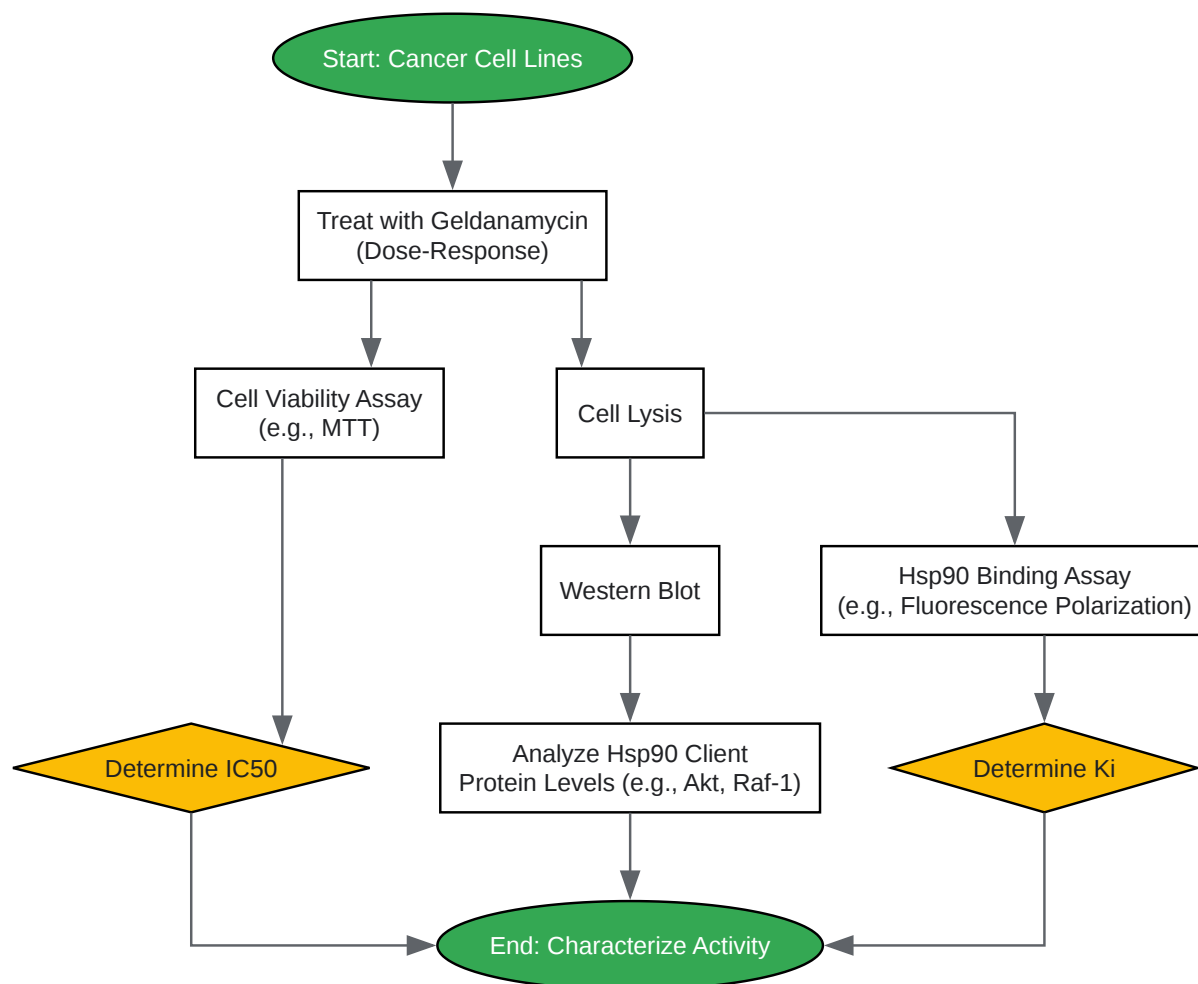 Start: Cancer Cell Lines
Treat with Geldanamycin
(Dose-Response)
Cell Viability Assay
(e.g., MTT)
Cell Lysis
Western Blot
Hsp90 Binding Assay
(e.g., Fluorescence Polarization)
Determine IC50
Analyze Hsp90 Client
Protein Levels (e.g., Akt, Raf-1)
Determine Ki
End: Characterize Activity